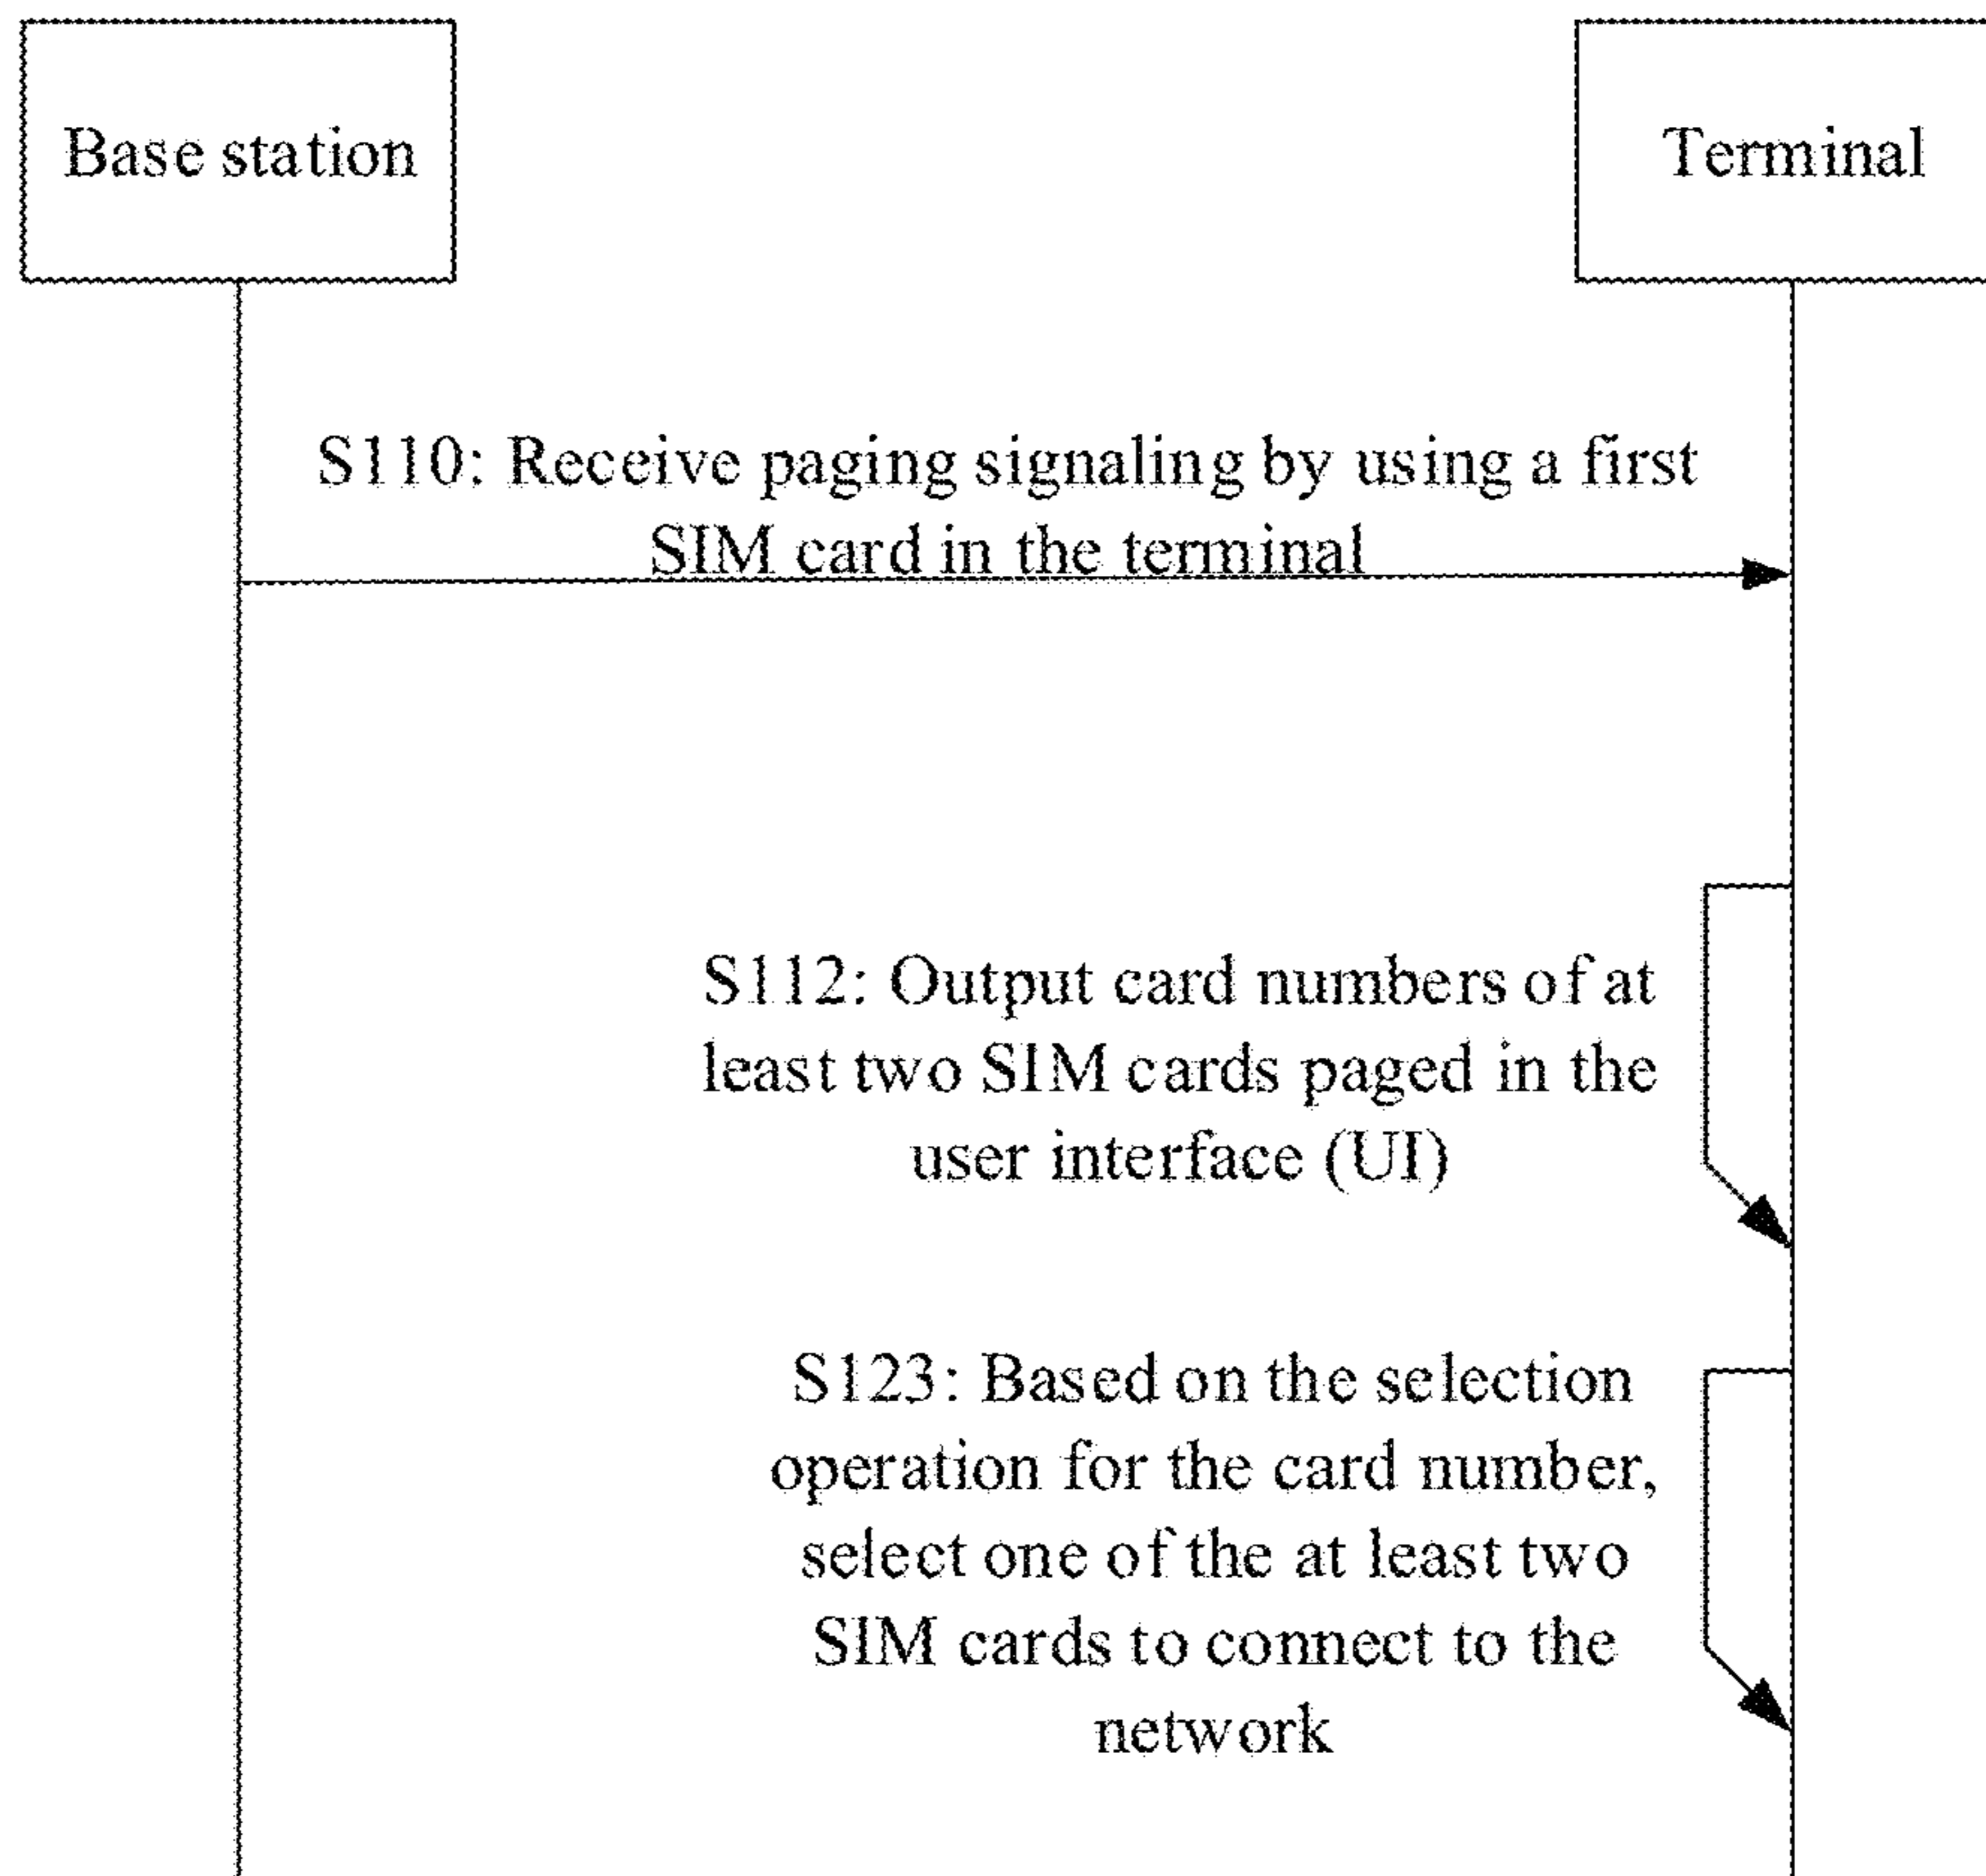 Base station
Terminal
S110: Receive paging signaling by using a first
SIM card in the terminal
S112: Output card numbers of at
least two SIM cards paged in the
user interface (UI)
S123: Based on the selection
operation for the card number,
select one of the at least two
SIM cards to connect to the
network